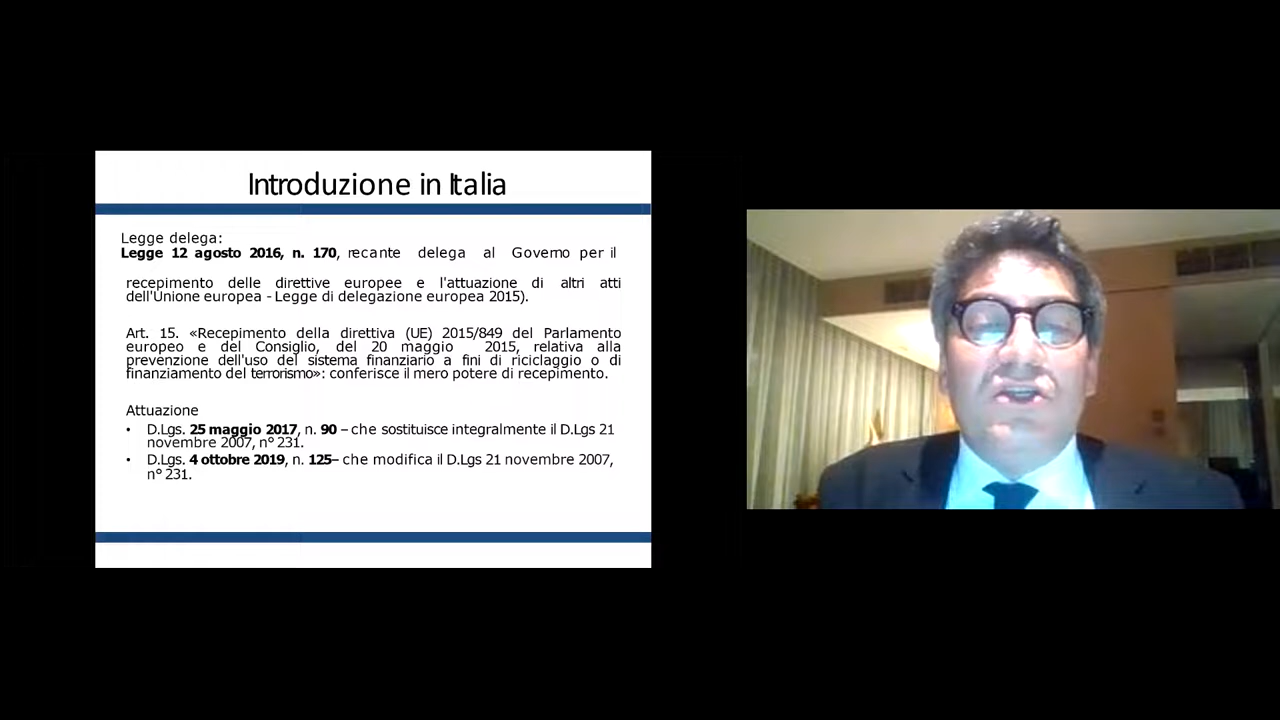 Introduzione in Italia
Legge delega:
Legge 12 agosto 2016, n. 170, recante delega al Governo per il
recepimento delle direttive europee e l'attuazione di altri atti
dell'Unione europea - Legge di delegazione europea 2015).
Art. 15. «Recepimento della direttiva (UE) 2015/849 del Parlamento
europeo e del Consiglio, del 20 maggio 2015, relativa alla
prevenzione dell'uso del sistema finanziario a fini di riciclaggio o di
finanziamento del terrorismo»: conferisce il mero potere di recepimento.
Attuazione
• D.Lgs. 25 maggio 2017, n. 90 – che sostituisce integralmente il D.Lgs 21
novembre 2007, n° 231.
• D.Lgs. 4 ottobre 2019, n. 125– che modifica il D.Lgs 21 novembre 2007,
n° 231.